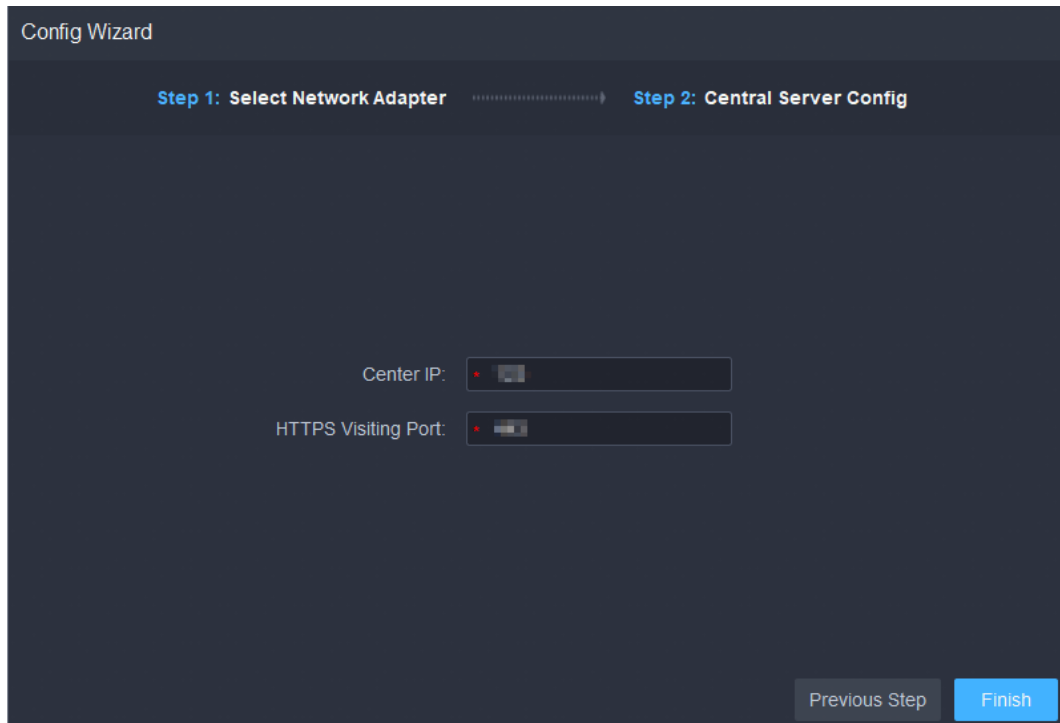 Config Wizard
Step 1: Select Network Adapter Step 2: Central Server Config
Center IP: *
HTTPS Visiting Port: *
Previous Step Finish